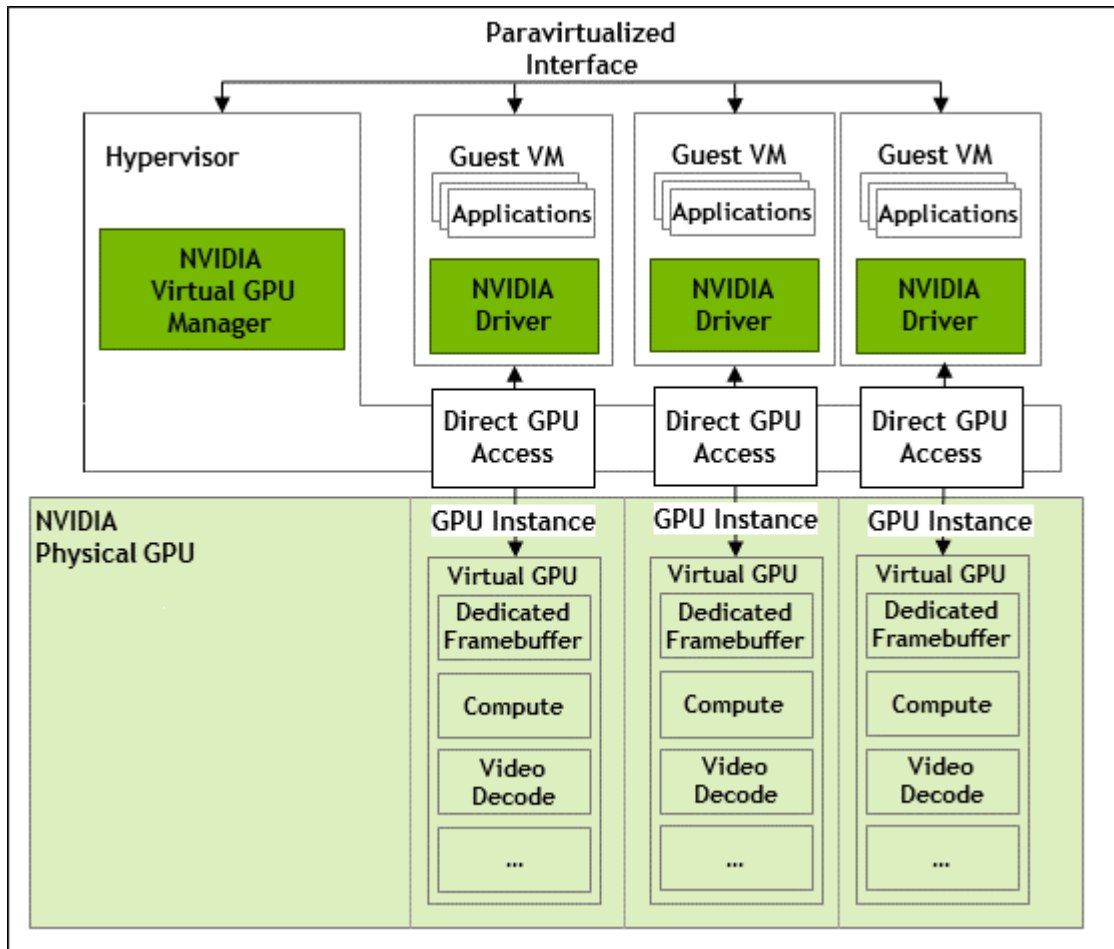 Paravirtualized
Interface
Hypervisor
NVIDIA
Virtual GPU
Manager
Guest VM
Applications
NVIDIA
Driver
Guest VM
Applications
NVIDIA
Driver
Guest VM
Applications
NVIDIA
Driver
Direct GPU
Access
Direct GPU
Access
Direct GPU
Access
NVIDIA
Physical GPU
GPU Instance
Virtual GPU
Dedicated
Framebuffer
Compute
Video
Decode
...
GPU Instance
Virtual GPU
Dedicated
Framebuffer
Compute
Video
Decode
...
GPU Instance
Virtual GPU
Dedicated
Framebuffer
Compute
Video
Decode
...